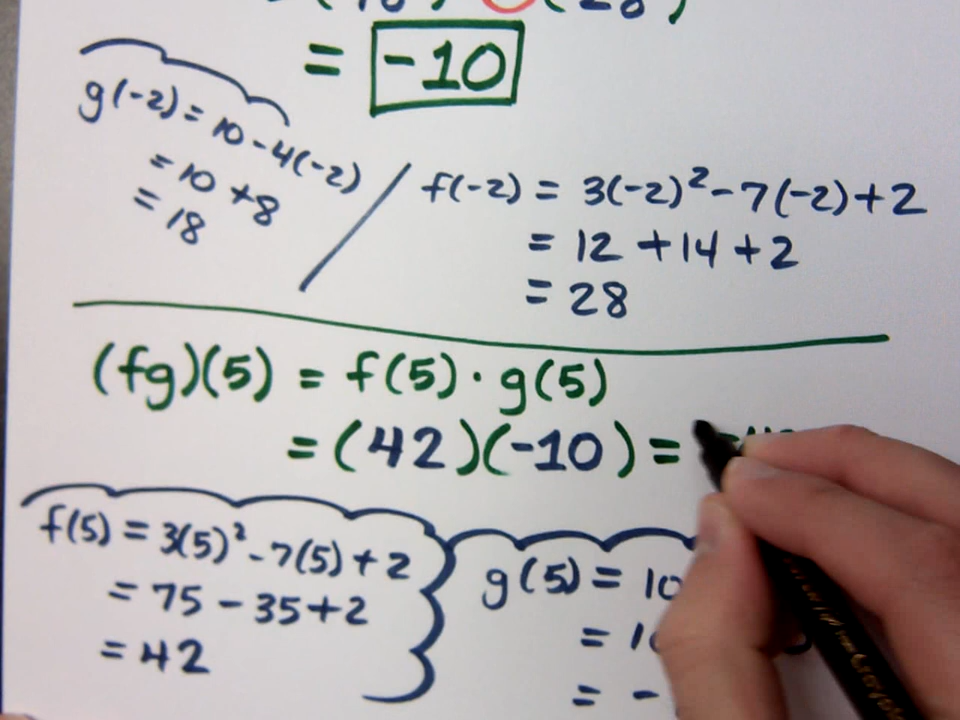 = -10
g(-2) = 10 - 4(-2)
= 10 + 8
= 18
f(-2) = 3(-2)² - 7(-2) + 2
= 12 + 14 + 2
= 28
(fg)(5) = f(5) · g(5)
= (42)(-10) =
f(5) = 3(5)² - 7(5) + 2
= 75 - 35 + 2
= 42
g(5) = 10
=
= -